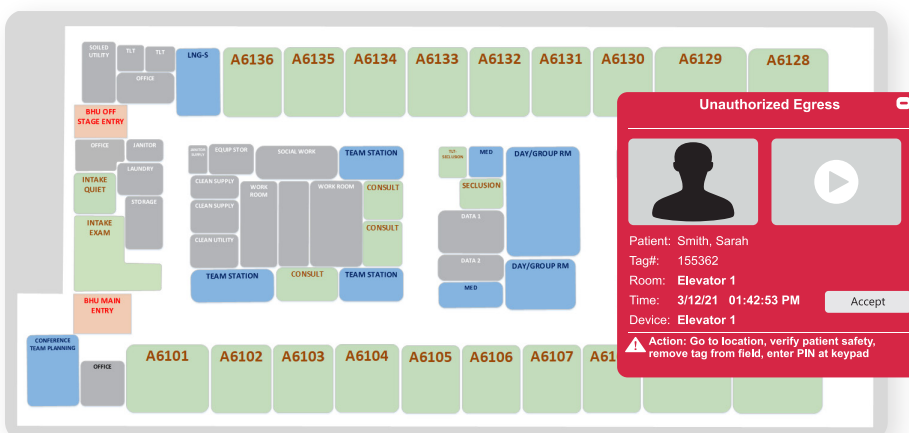 SOILED
UTILITY
TLT
TLT
OFFICE
LNG-S
A6136
A6135
A6134
A6133
A6132
A6131
A6130
A6129
A6128
BHU OFF
STAGE ENTRY
OFFICE
JANITOR
LAUNDRY
INTAKE
QUIET
STORAGE
INTAKE
EXAM
BHU MAIN
ENTRY
EQUIP STOR
SOCIAL WORK
TEAM STATION
CLEAN SUPPLY
WORK
ROOM
WORK ROOM
CONSULT
CLEAN SUPPLY
CONSULT
CLEAN UTILITY
TEAM STATION
CONSULT
TEAM STATION
TLT-
SECLUSION
MED
DAY/GROUP RM
SECLUSION
DATA 1
DATA 2
DAY/GROUP RM
MED
CONFERENCE
TEAM PLANNING
OFFICE
A6101
A6102
A6103
A6104
A6105
A6106
A6107
Unauthorized Egress
Patient: Smith, Sarah
Tag#: 155362
Room: Elevator 1
Time: 3/12/21 01:42:53 PM
Accept
Device: Elevator 1
Action: Go to location, verify patient safety,
remove tag from field, enter PIN at keypad